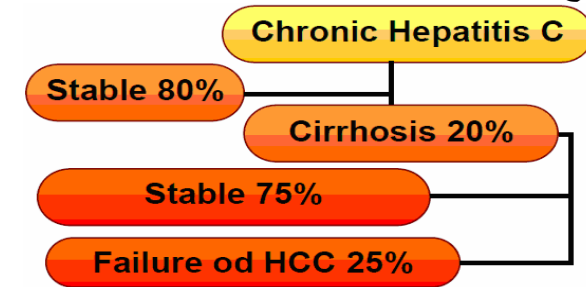 Chronic Hepatitis C
Stable 80%
Cirrhosis 20%
Stable 75%
Failure od HCC 25%